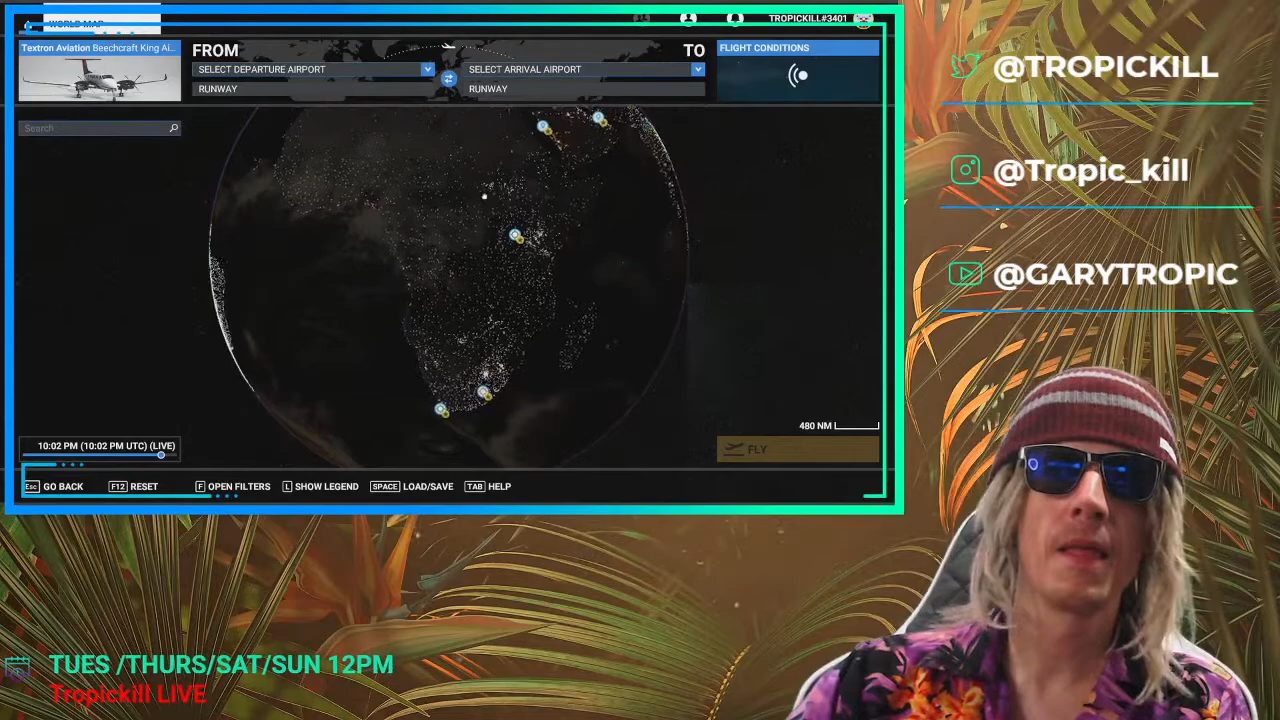 WORLD MAP
TROPICKILL#3401
Textron Aviation Beechcraft King Ai...
FROM
SELECT DEPARTURE AIRPORT
RUNWAY
TO
SELECT ARRIVAL AIRPORT
RUNWAY
FLIGHT CONDITIONS
Search
480 NM
10:02 PM (10:02 PM UTC) (LIVE)
FLY
Esc GO BACK
F12 RESET
F OPEN FILTERS
L SHOW LEGEND
SPACE LOAD/SAVE
TAB HELP
@TROPICKILL
@Tropic_kill
@GARYTROPIC
TUES /THURS/SAT/SUN 12PM
Tropickill LIVE